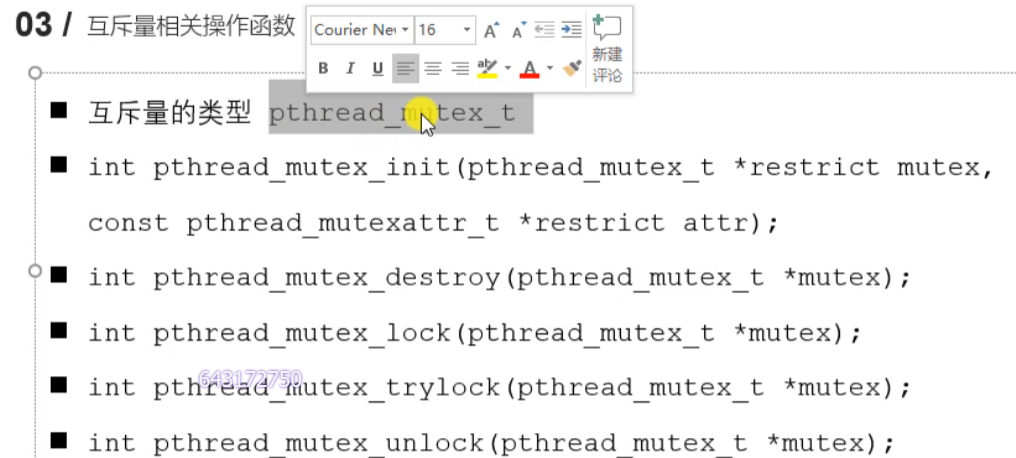 03 / 互斥量相关操作函数
Courier Ne 16 A A
新建
评论
B I U ab A
■ 互斥量的类型 pthread_mutex_t
■ int pthread_mutex_init(pthread_mutex_t *restrict mutex,
const pthread_mutexattr_t *restrict attr);
■ int pthread_mutex_destroy(pthread_mutex_t *mutex);
■ int pthread_mutex_lock(pthread_mutex_t *mutex);
643172750
■ int pthread_mutex_trylock(pthread_mutex_t *mutex);
■ int pthread_mutex_unlock(pthread_mutex_t *mutex);